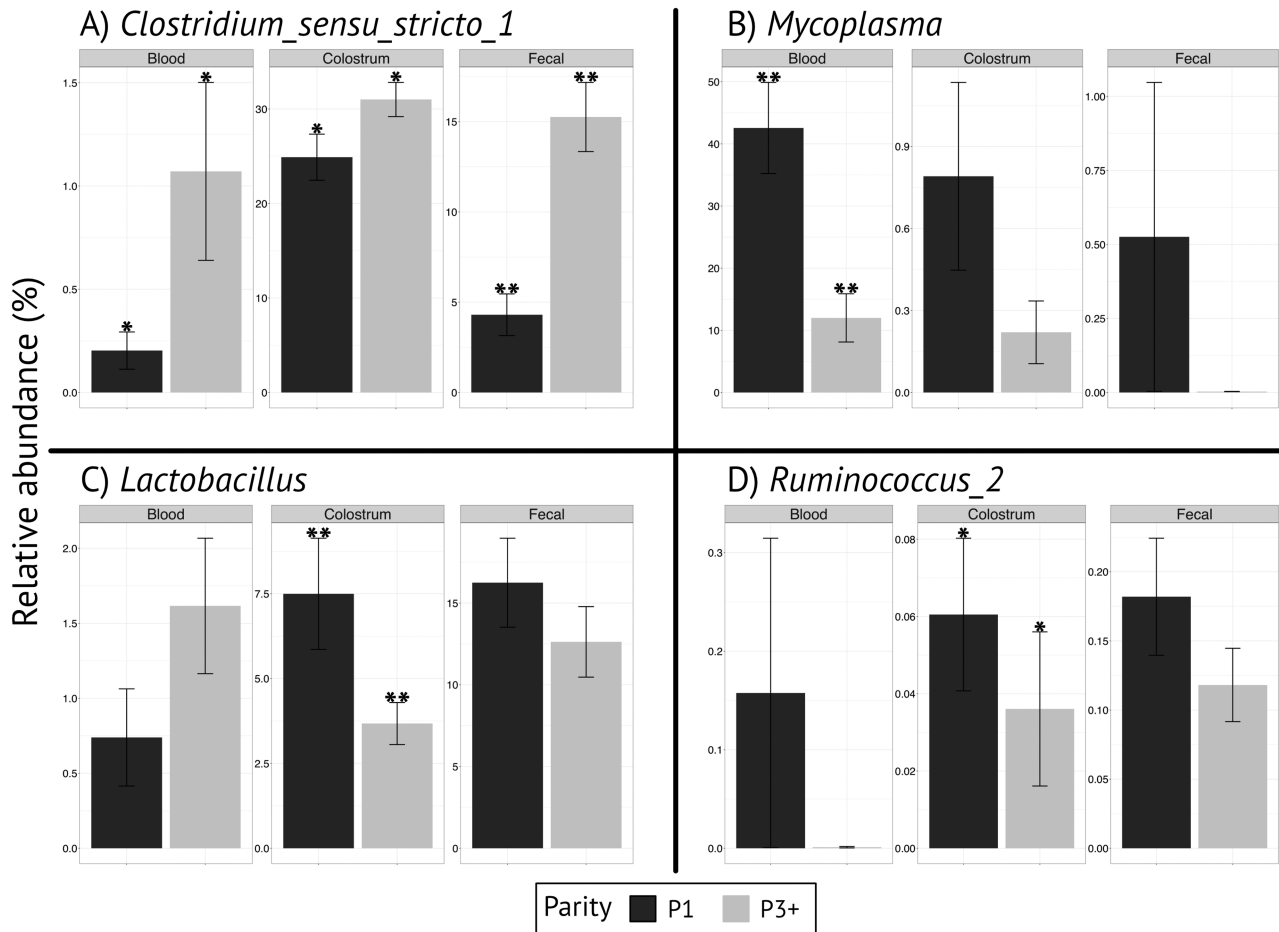 A) Clostridium_sensu_stricto_1
Blood Colostrum Fecal
1.5 1.0 0.5 0.0
* *
30 20 10 0
* *
15 10 5 0
** **
B) Mycoplasma
Blood Colostrum Fecal
50 40 30 20 10 0
** **
0.9 0.6 0.3 0.0
1.00 0.75 0.50 0.25 0.00
Relative abundance (%)
C) Lactobacillus
Blood Colostrum Fecal
2.0 1.5 1.0 0.5 0.0
7.5 5.0 2.5 0.0
** **
15 10 5 0
D) Ruminococcus_2
Blood Colostrum Fecal
0.3 0.2 0.1 0.0
0.08 0.06 0.04 0.02 0.00
* *
0.20 0.15 0.10 0.05 0.00
Parity P1 P3+